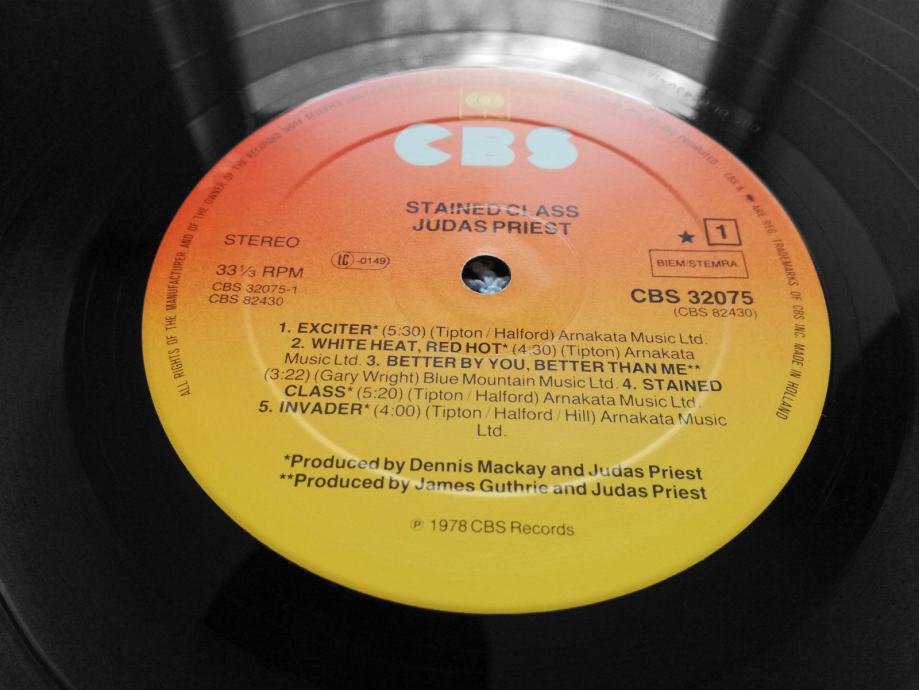 CBS
STAINED CLASS
JUDAS PRIEST
STEREO
LC -0149
★ 1
BIEM/STEMRA
33 1/3 RPM
CBS 32075-1
CBS 82430
CBS 32075
(CBS 82430)
1. EXCITER* (5:30) (Tipton / Halford) Arnakata Music Ltd.
2. WHITE HEAT, RED HOT* (4:30) (Tipton) Arnakata
Music Ltd. 3. BETTER BY YOU, BETTER THAN ME**
(3:22) (Gary Wright) Blue Mountain Music Ltd. 4. STAINED
CLASS* (5:20) (Tipton / Halford) Arnakata Music Ltd.
5. INVADER* (4:00) (Tipton / Halford / Hill) Arnakata Music
Ltd.
*Produced by Dennis Mackay and Judas Priest
**Produced by James Guthrie and Judas Priest
℗ 1978 CBS Records
ALL RIGHTS OF THE MANUFACTURER AND OF THE OWNER OF THE RECORDED WORK RESERVED PROHIBITED CBS & ARE REG. TRADEMARKS OF CBS INC. MADE IN HOLLAND